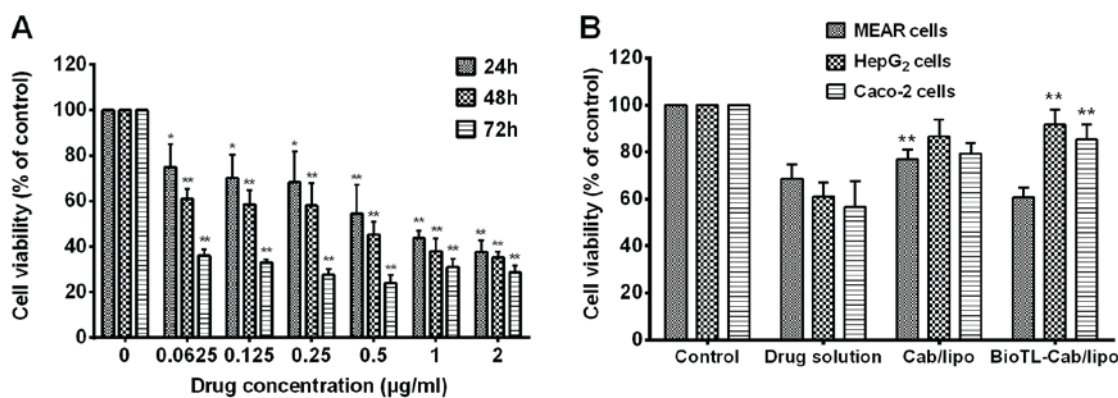 A
Cell viability (% of control)
120
100
80
60
40
20
0
24h
48h
72h
* ** **
* ** **
* ** **
** ** **
** ** **
** ** **
0 0.0625 0.125 0.25 0.5 1 2
Drug concentration (µg/ml)
B
Cell viability (% of control)
120
100
80
60
40
20
0
MEAR cells
HepG2 cells
Caco-2 cells
**
** **
Control Drug solution Cab/lipo BioTL-Cab/lipo